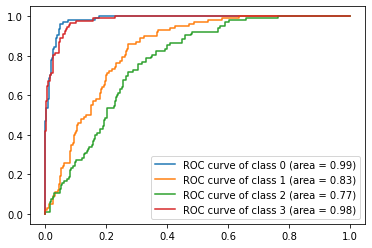 1.0
0.8
0.6
0.4
0.2
0.0
ROC curve of class 0 (area = 0.99)
ROC curve of class 1 (area = 0.83)
ROC curve of class 2 (area = 0.77)
ROC curve of class 3 (area = 0.98)
0.0 0.2 0.4 0.6 0.8 1.0